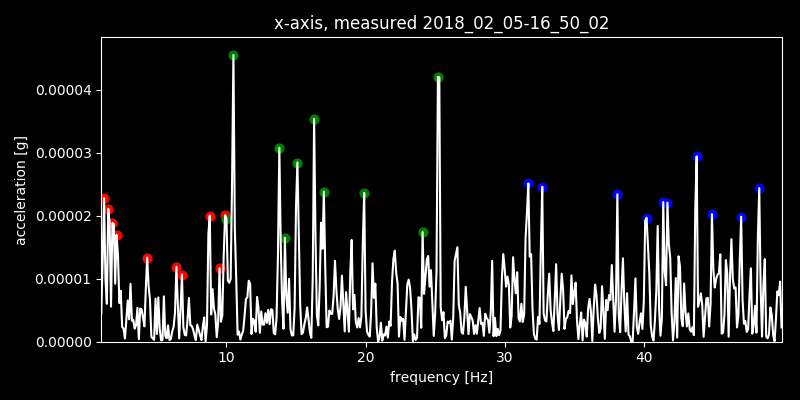 x-axis, measured 2018_02_05-16_50_02
acceleration [g]
0.00004
0.00003
0.00002
0.00001
0.00000
10 20 30 40
frequency [Hz]